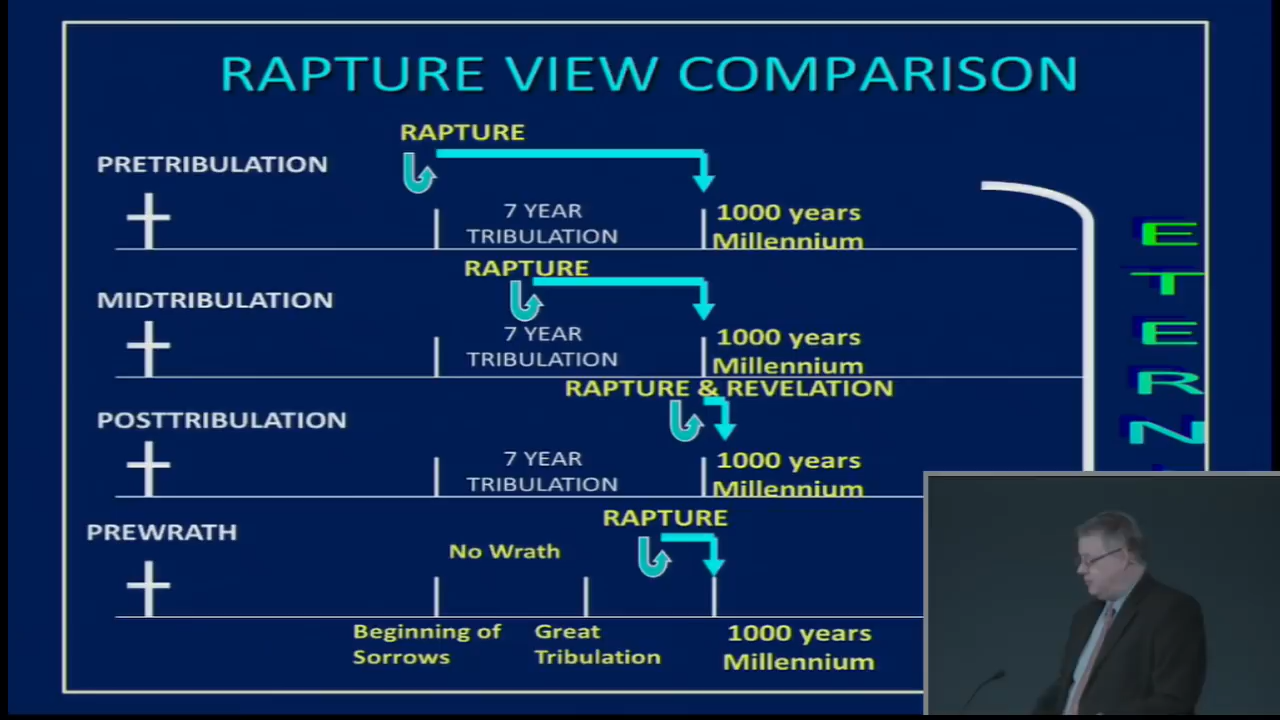 RAPTURE VIEW COMPARISON
RAPTURE
PRETRIBULATION
7 YEAR
TRIBULATION
1000 years
Millennium
RAPTURE
MIDTRIBULATION
7 YEAR
TRIBULATION
1000 years
Millennium
RAPTURE & REVELATION
POSTTRIBULATION
7 YEAR
TRIBULATION
1000 years
Millennium
RAPTURE
PREWRATH
No Wrath
Beginning of
Sorrows
Great
Tribulation
1000 years
Millennium
E
T
E
R
N